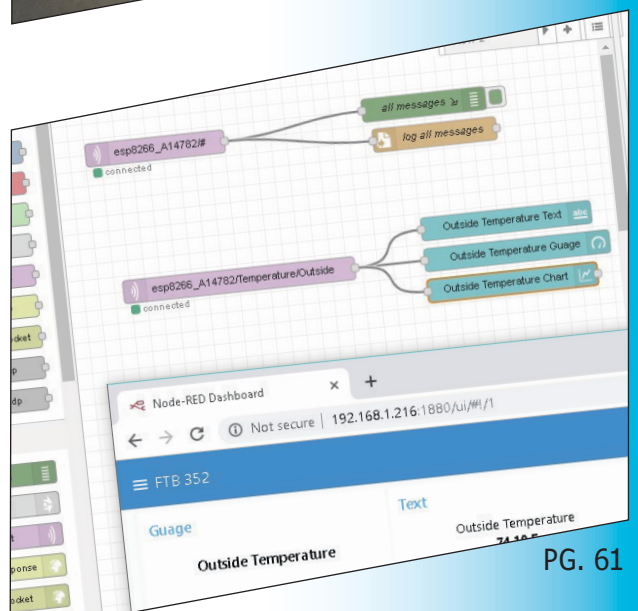 all messages
log all messages
esp8266_A14782/#
connected
Outside Temperature Text
abc
Outside Temperature Guage
Outside Temperature Chart
esp8266_A14782/Temperature/Outside
connected
Node-RED Dashboard
Not secure | 192.168.1.216:1880/ui/#!/1
FTB 352
Guage
Text
Outside Temperature
Outside Temperature
PG. 61